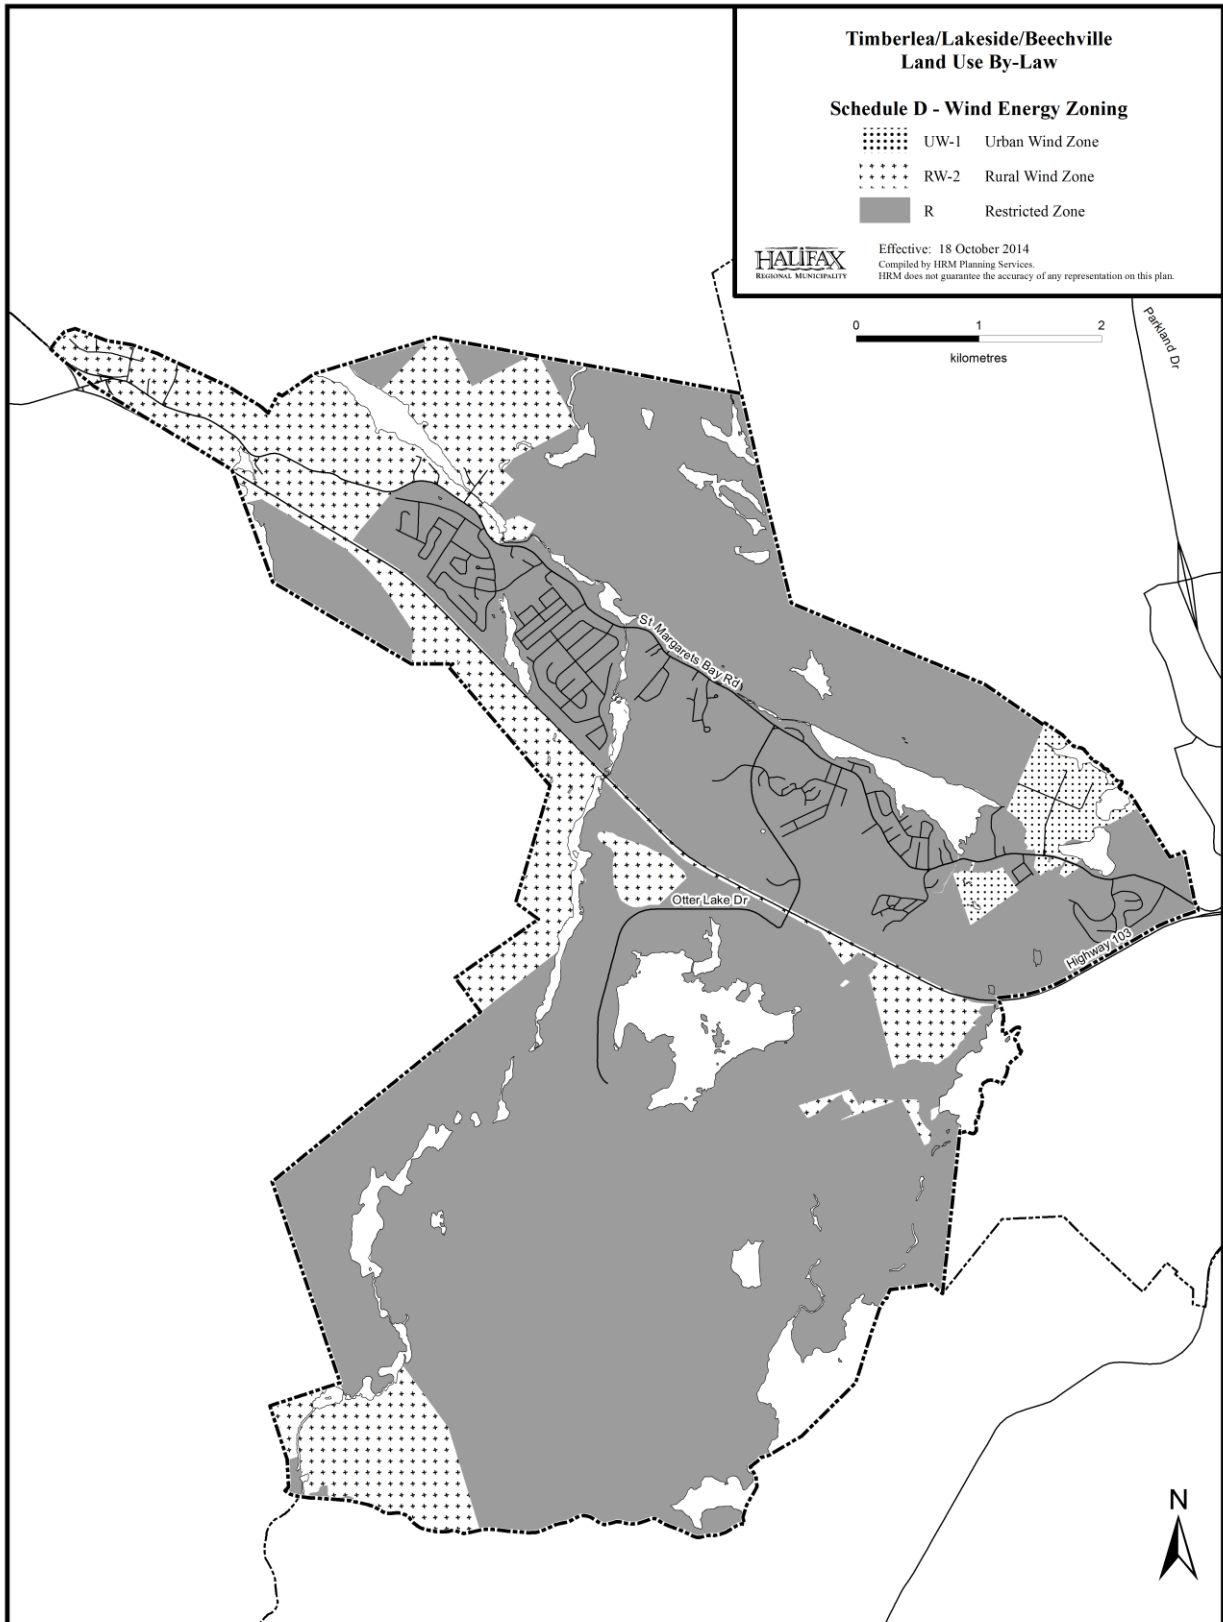 Timberlea/Lakeside/Beechville
Land Use By-Law
Schedule D - Wind Energy Zoning
UW-1 Urban Wind Zone
RW-2 Rural Wind Zone
R Restricted Zone
HALIFAX
REGIONAL MUNICIPALITY
Effective: 18 October 2014
Compiled by HRM Planning Services.
HRM does not guarantee the accuracy of any representation on this plan.
0 1 2
kilometres
Parkland Dr
St Margarets Bay Rd
Otter Lake Dr
Highway 103
N